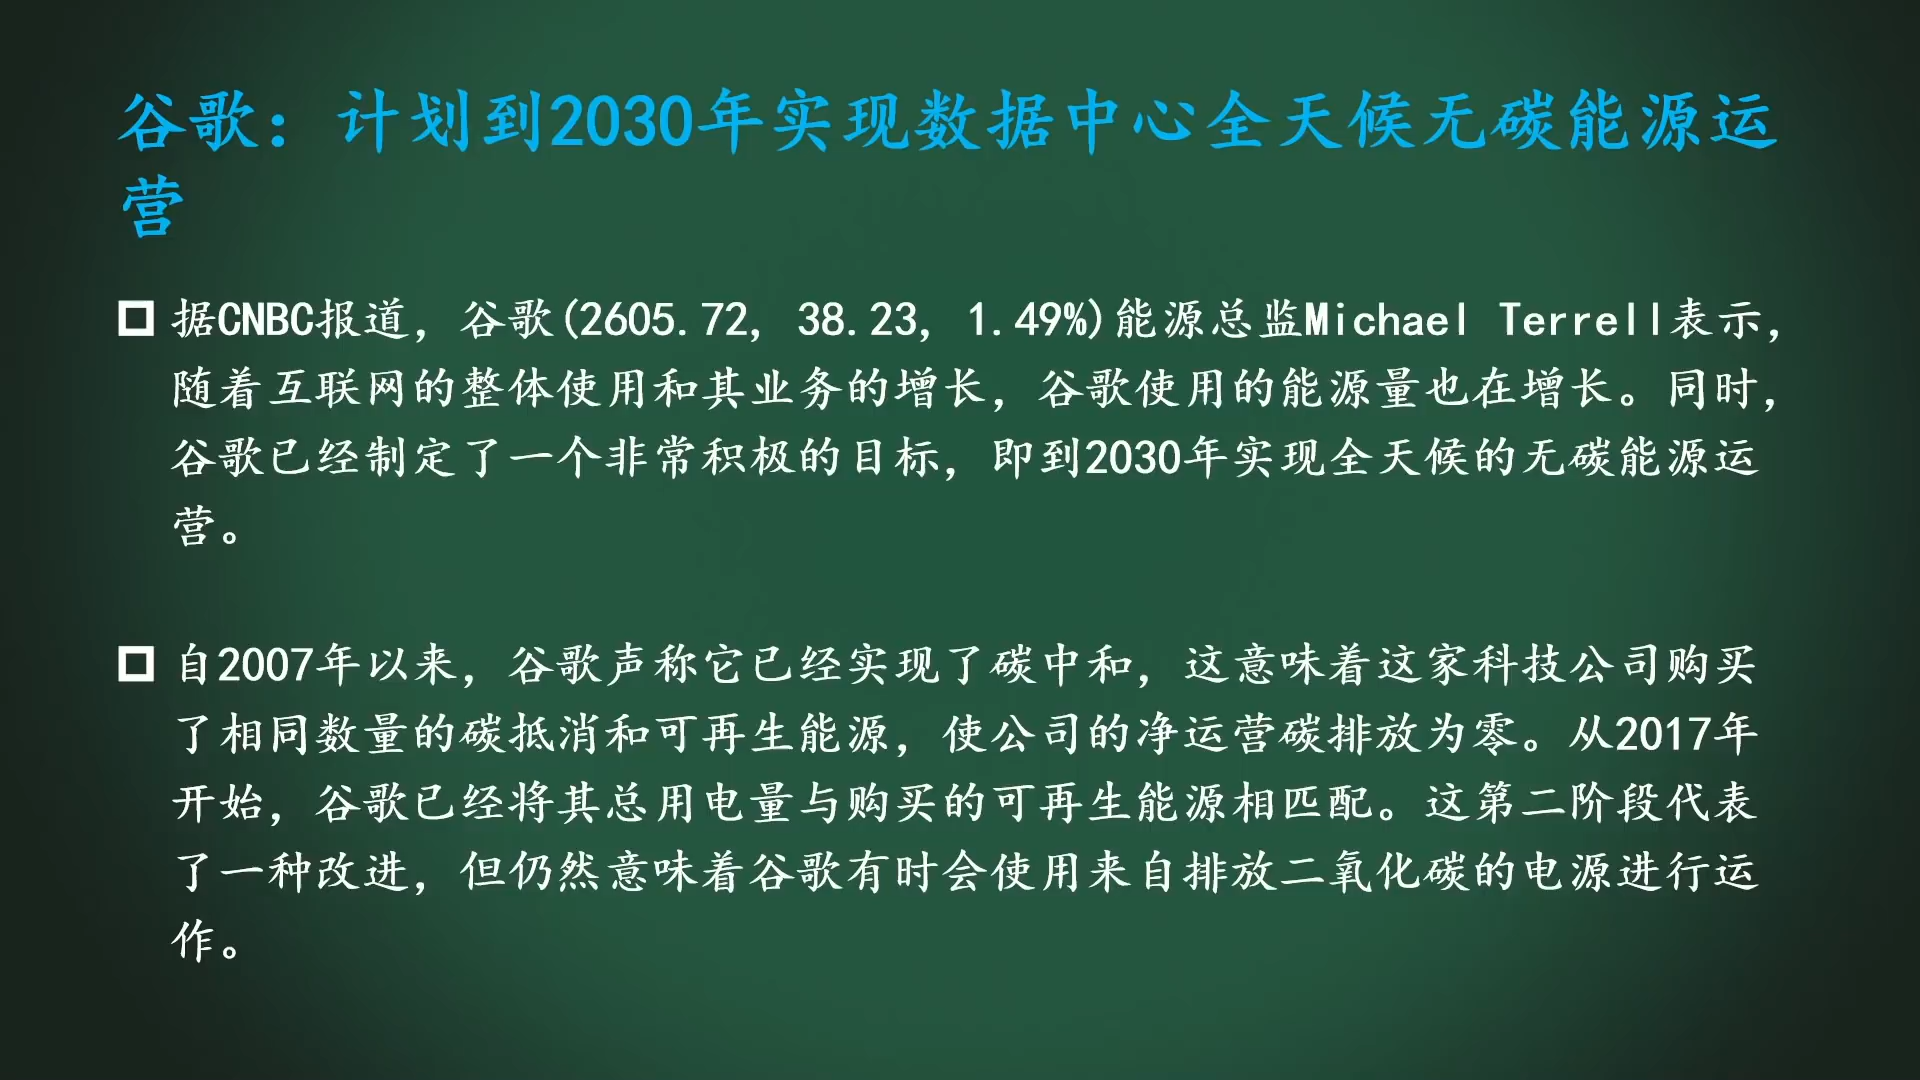 谷歌：计划到2030年实现数据中心全天候无碳能源运
营
据CNBC报道，谷歌(2605.72, 38.23, 1.49%)能源总监Michael Terrell表示，
随着互联网的整体使用和其业务的增长，谷歌使用的能源量也在增长。同时，
谷歌已经制定了一个非常积极的目标，即到2030年实现全天候的无碳能源运
营。
自2007年以来，谷歌声称它已经实现了碳中和，这意味着这家科技公司购买
了相同数量的碳抵消和可再生能源，使公司的净运营碳排放为零。从2017年
开始，谷歌已经将其总用电量与购买的可再生能源相匹配。这第二阶段代表
了一种改进，但仍然意味着谷歌有时会使用来自排放二氧化碳的电源进行运
作。